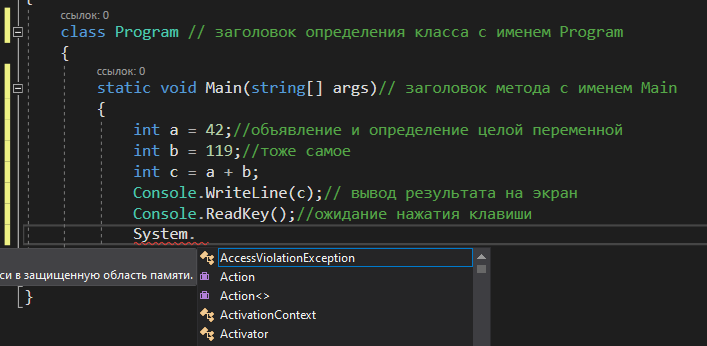 ссылок: 0
class Program // заголовок определения класса с именем Program
{
ссылок: 0
static void Main(string[] args)// заголовок метода с именем Main
{
int a = 42;//объявление и определение целой переменной
int b = 119;//тоже самое
int c = a + b;
Console.WriteLine(c);// вывод результата на экран
Console.ReadKey();//ожидание нажатия клавиши
System.
си в защищенную область памяти.
AccessViolationException
Action
Action<>
ActivationContext
Activator
}